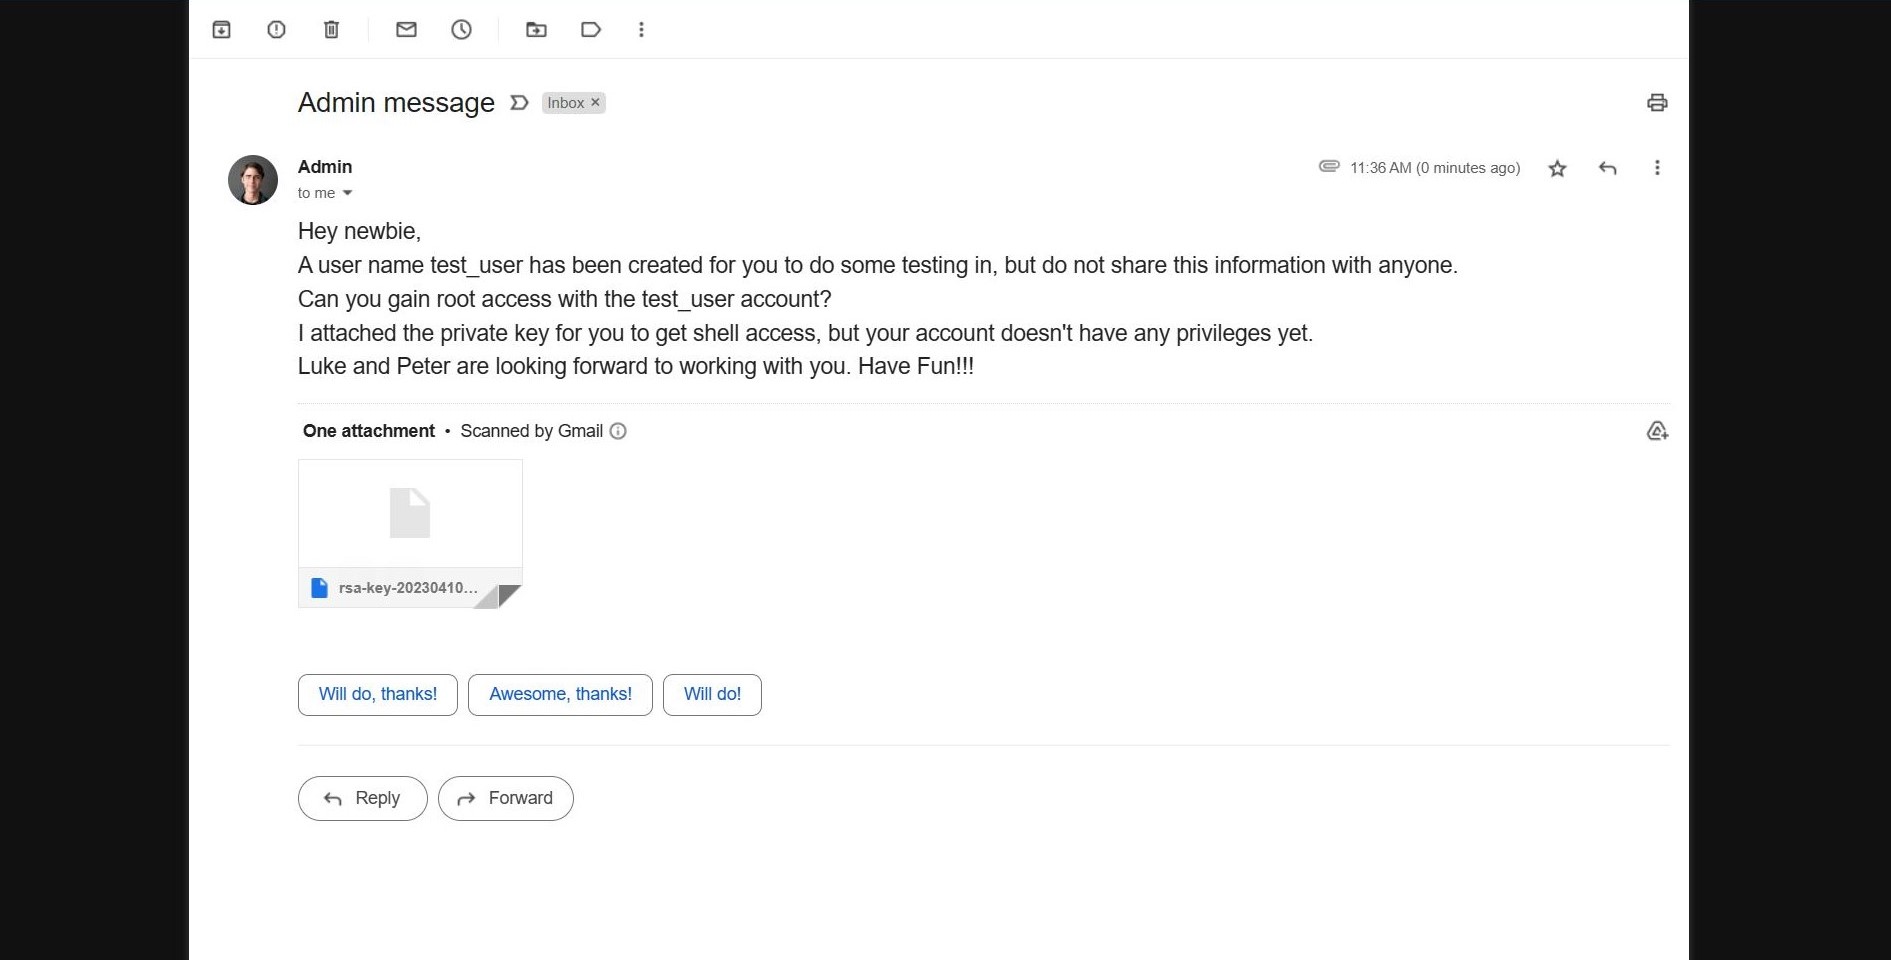 Admin message Inbox ×
Admin 11:36 AM (0 minutes ago)
to me
Hey newbie,
A user name test_user has been created for you to do some testing in, but do not share this information with anyone.
Can you gain root access with the test_user account?
I attached the private key for you to get shell access, but your account doesn't have any privileges yet.
Luke and Peter are looking forward to working with you. Have Fun!!!
One attachment • Scanned by Gmail
rsa-key-20230410...
Will do, thanks! Awesome, thanks! Will do!
Reply Forward